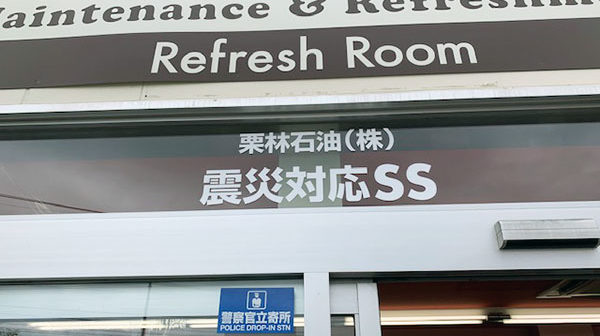 Maintenance & Refreshm
Refresh Room
栗林石油(株)
震災対応SS
警察官立寄所
POLICE DROP-IN STN